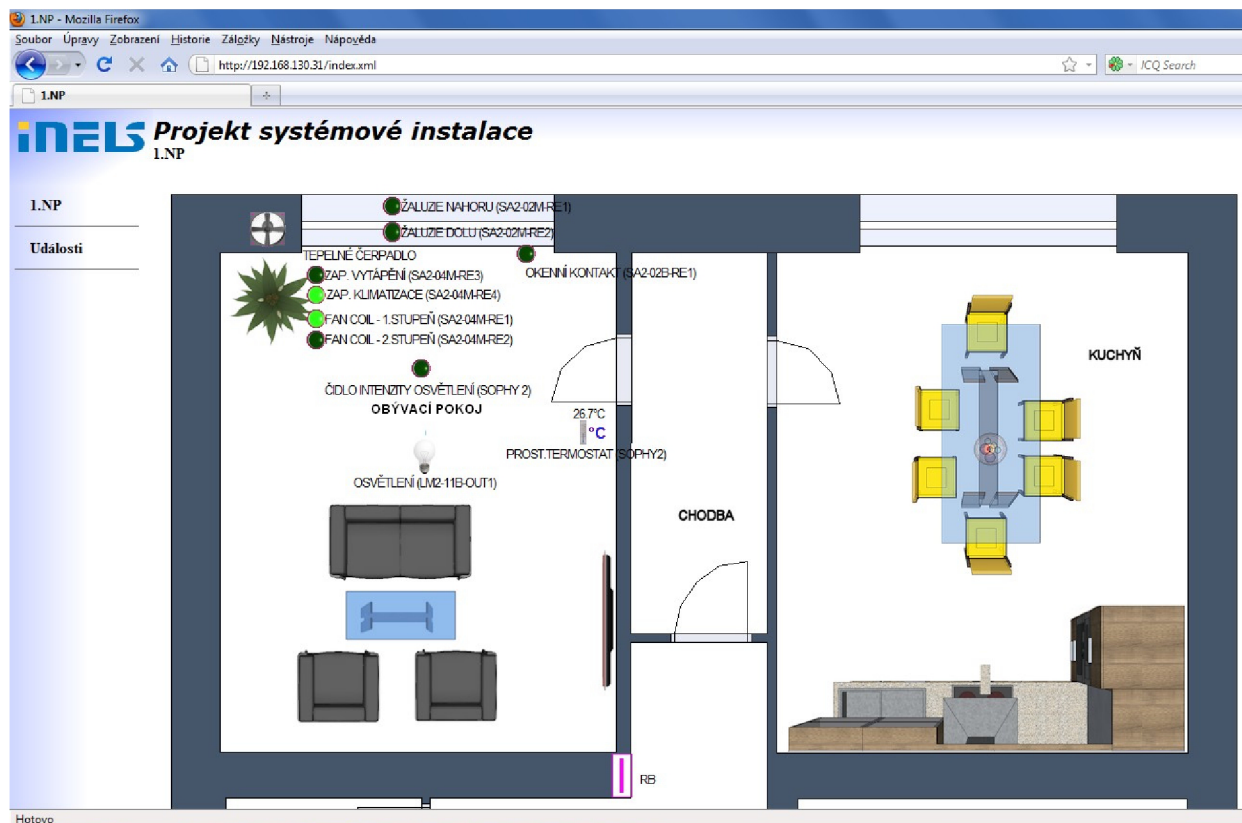 1.NP - Mozilla Firefox
Soubor Úpravy Zobrazení Historie Záložky Nástroje Nápověda
http://192.168.130.31/index.xml
ICQ Search
1.NP
inels Projekt systémové instalace
1.NP
1.NP
Události
ŽALUZIE NAHORU (SA2-02M-RE1)
ŽALUZIE DOLU (SA2-02M-RE2)
TEPELNÉ ČERPADLO
OKENNÍ KONTAKT (SA2-02B-RE1)
ZAP. VYTÁPĚNÍ (SA2-04M-RE3)
ZAP. KLIMATIZACE (SA2-04M-RE4)
FAN COIL - 1.STUPEŇ (SA2-04M-RE1)
FAN COIL - 2.STUPEŇ (SA2-04M-RE2)
KUCHYŇ
ČIDLO INTENZITY OSVĚTLENÍ (SOPHY 2)
OBÝVACÍ POKOJ
26.7°C
°C
PROST.TERMOSTAT (SOPHY2)
OSVĚTLENÍ (LM2-11B-OUT1)
CHODBA
RB
Hotovo